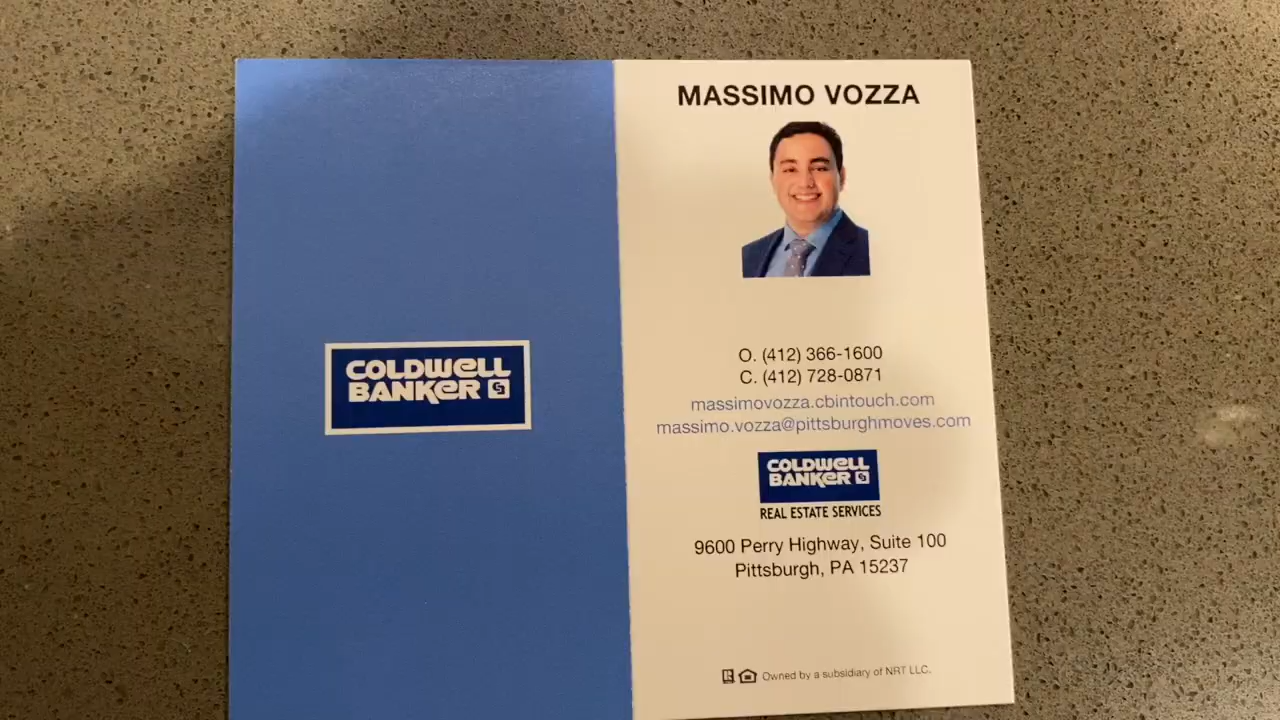 COLDWELL
BANKER
MASSIMO VOZZA
O. (412) 366-1600
C. (412) 728-0871
massimovozza.cbintouch.com
massimo.vozza@pittsburghmoves.com
COLDWELL
BANKER
REAL ESTATE SERVICES
9600 Perry Highway, Suite 100
Pittsburgh, PA 15237
Owned by a subsidiary of NRT LLC.